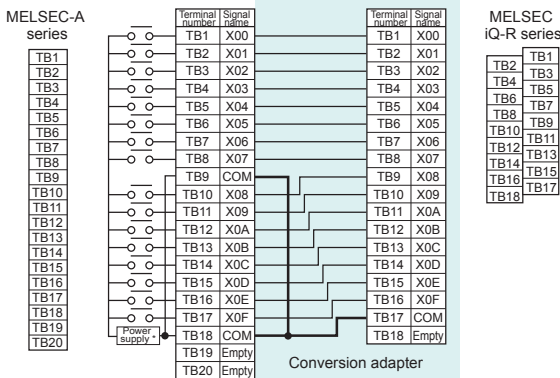 MELSEC-A
series
TB1
TB2
TB3
TB4
TB5
TB6
TB7
TB8
TB9
TB10
TB11
TB12
TB13
TB14
TB15
TB16
TB17
TB18
TB19
TB20
Terminal number Signal name
TB1 X00
TB2 X01
TB3 X02
TB4 X03
TB5 X04
TB6 X05
TB7 X06
TB8 X07
TB9 COM
TB10 X08
TB11 X09
TB12 X0A
TB13 X0B
TB14 X0C
TB15 X0D
TB16 X0E
TB17 X0F
TB18 COM
TB19 Empty
TB20 Empty
Power
supply *
Terminal number Signal name
TB1 X00
TB2 X01
TB3 X02
TB4 X03
TB5 X04
TB6 X05
TB7 X06
TB8 X07
TB9 X08
TB10 X09
TB11 X0A
TB12 X0B
TB13 X0C
TB14 X0D
TB15 X0E
TB16 X0F
TB17 COM
TB18 Empty
Conversion adapter
MELSEC
iQ-R series
TB1
TB2
TB3
TB4
TB5
TB6
TB7
TB8
TB9
TB10
TB11
TB12
TB13
TB14
TB15
TB16
TB17
TB18